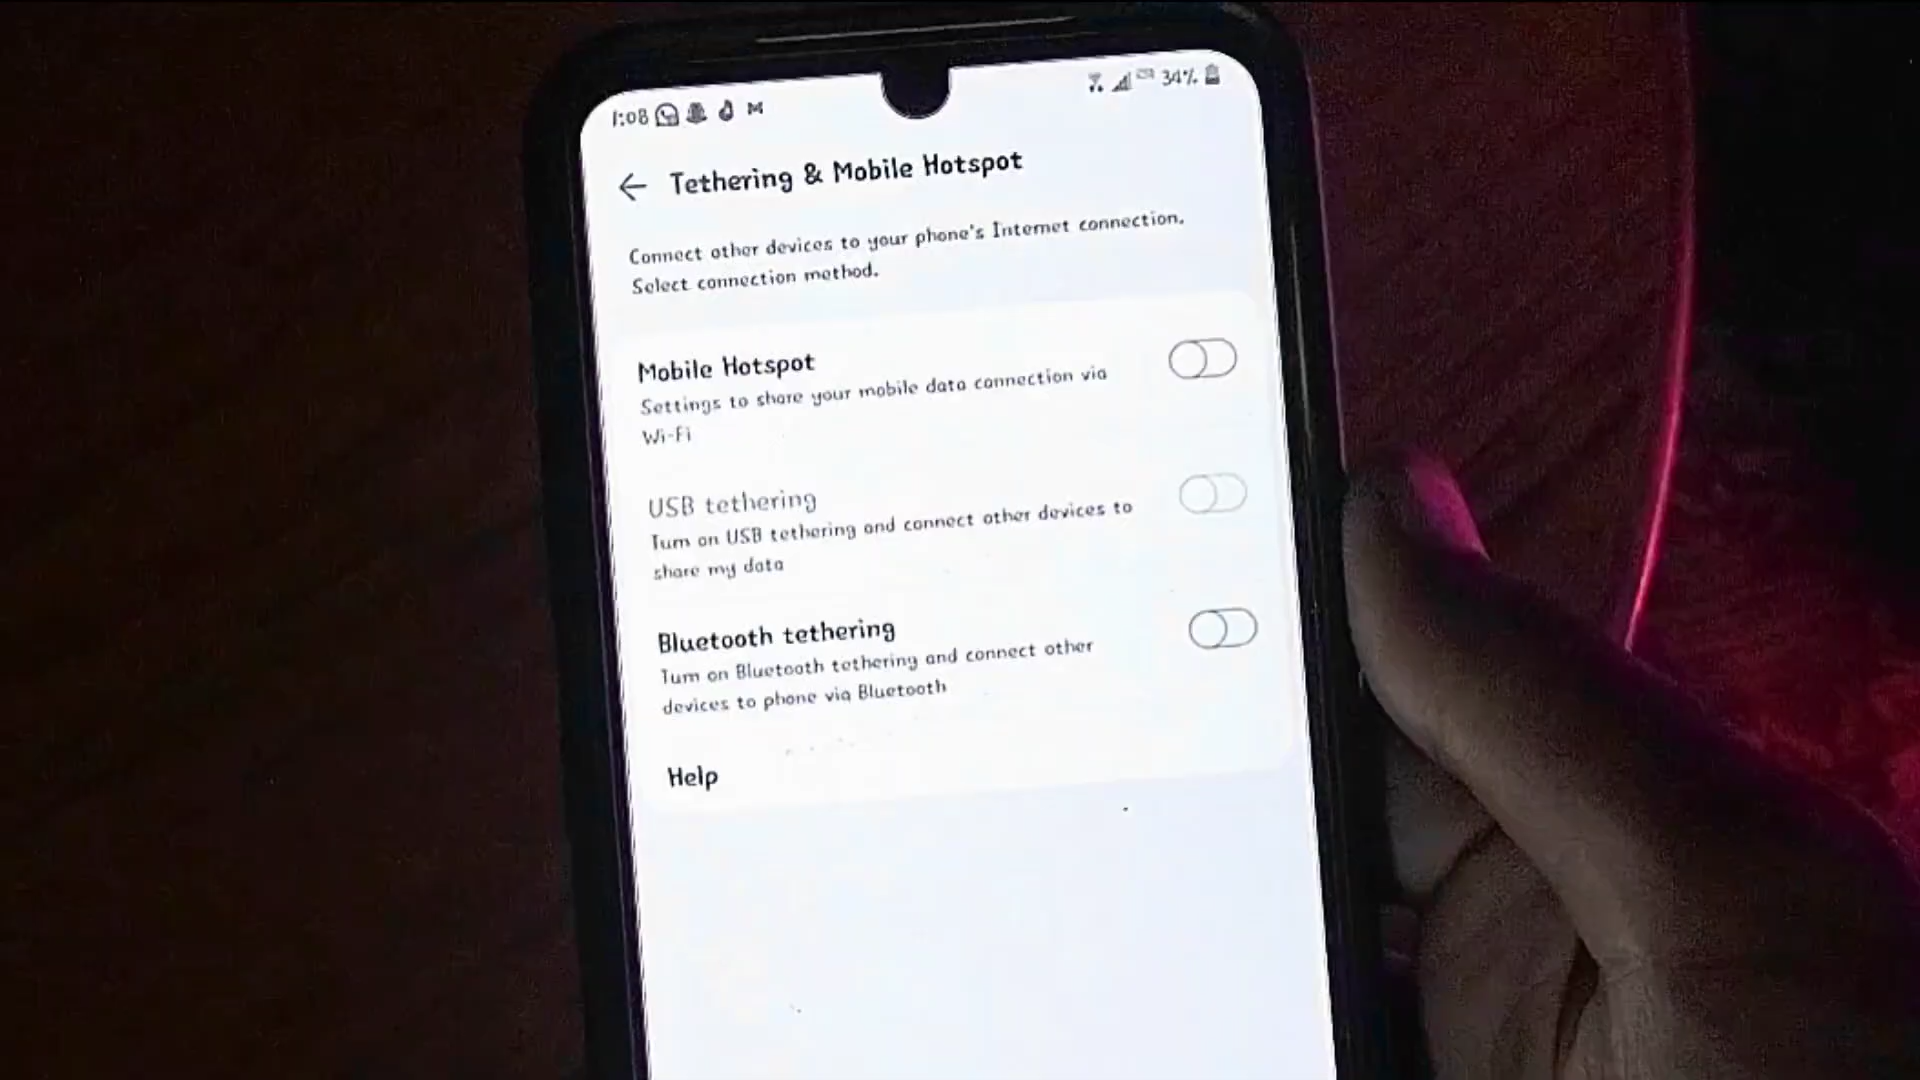 1:08 34%
Tethering & Mobile Hotspot
Connect other devices to your phone's Internet connection.
Select connection method.
Mobile Hotspot
Settings to share your mobile data connection via
Wi-Fi
USB tethering
Turn on USB tethering and connect other devices to
share my data
Bluetooth tethering
Turn on Bluetooth tethering and connect other
devices to phone via Bluetooth
Help